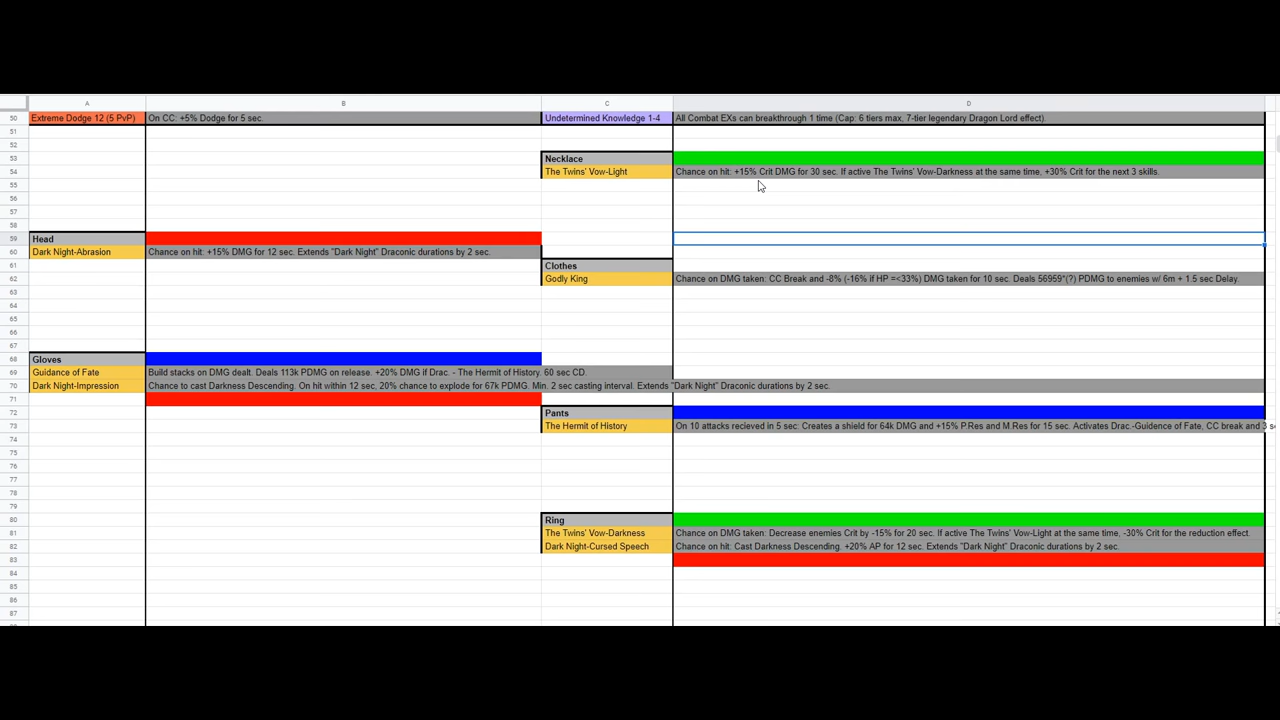 A B C D
50 Extreme Dodge 12 (5 PvP) On CC: +5% Dodge for 5 sec. Undetermined Knowledge 1-4 All Combat EXs can breakthrough 1 time (Cap: 6 tiers max, 7-tier legendary Dragon Lord effect).
51
52
53 Necklace
54 The Twins' Vow-Light Chance on hit: +15% Crit DMG for 30 sec. If active The Twins' Vow-Darkness at the same time, +30% Crit for the next 3 skills.
55
56
57
58
59 Head
60 Dark Night-Abrasion Chance on hit: +15% DMG for 12 sec. Extends "Dark Night" Draconic durations by 2 sec.
61 Clothes
62 Godly King Chance on DMG taken: CC Break and -8% (-16% if HP =<33%) DMG taken for 10 sec. Deals 56959*(?) PDMG to enemies w/ 6m + 1.5 sec Delay.
63
64
65
66
67
68 Gloves
69 Guidance of Fate Build stacks on DMG dealt. Deals 113k PDMG on release. +20% DMG if Drac. - The Hermit of History. 60 sec CD.
70 Dark Night-Impression Chance to cast Darkness Descending. On hit within 12 sec, 20% chance to explode for 67k PDMG. Min. 2 sec casting interval. Extends "Dark Night" Draconic durations by 2 sec.
71
72 Pants
73 The Hermit of History On 10 attacks recieved in 5 sec: Creates a shield for 64k DMG and +15% P.Res and M.Res for 15 sec. Activates Drac.-Guidance of Fate, CC break and 3 s
74
75
76
77
78
79
80 Ring
81 The Twins' Vow-Darkness Chance on DMG taken: Decrease enemies Crit by -15% for 20 sec. If active The Twins' Vow-Light at the same time, -30% Crit for the reduction effect.
82 Dark Night-Cursed Speech Chance on hit: Cast Darkness Descending. +20% AP for 12 sec. Extends "Dark Night" Draconic durations by 2 sec.
83
84
85
86
87